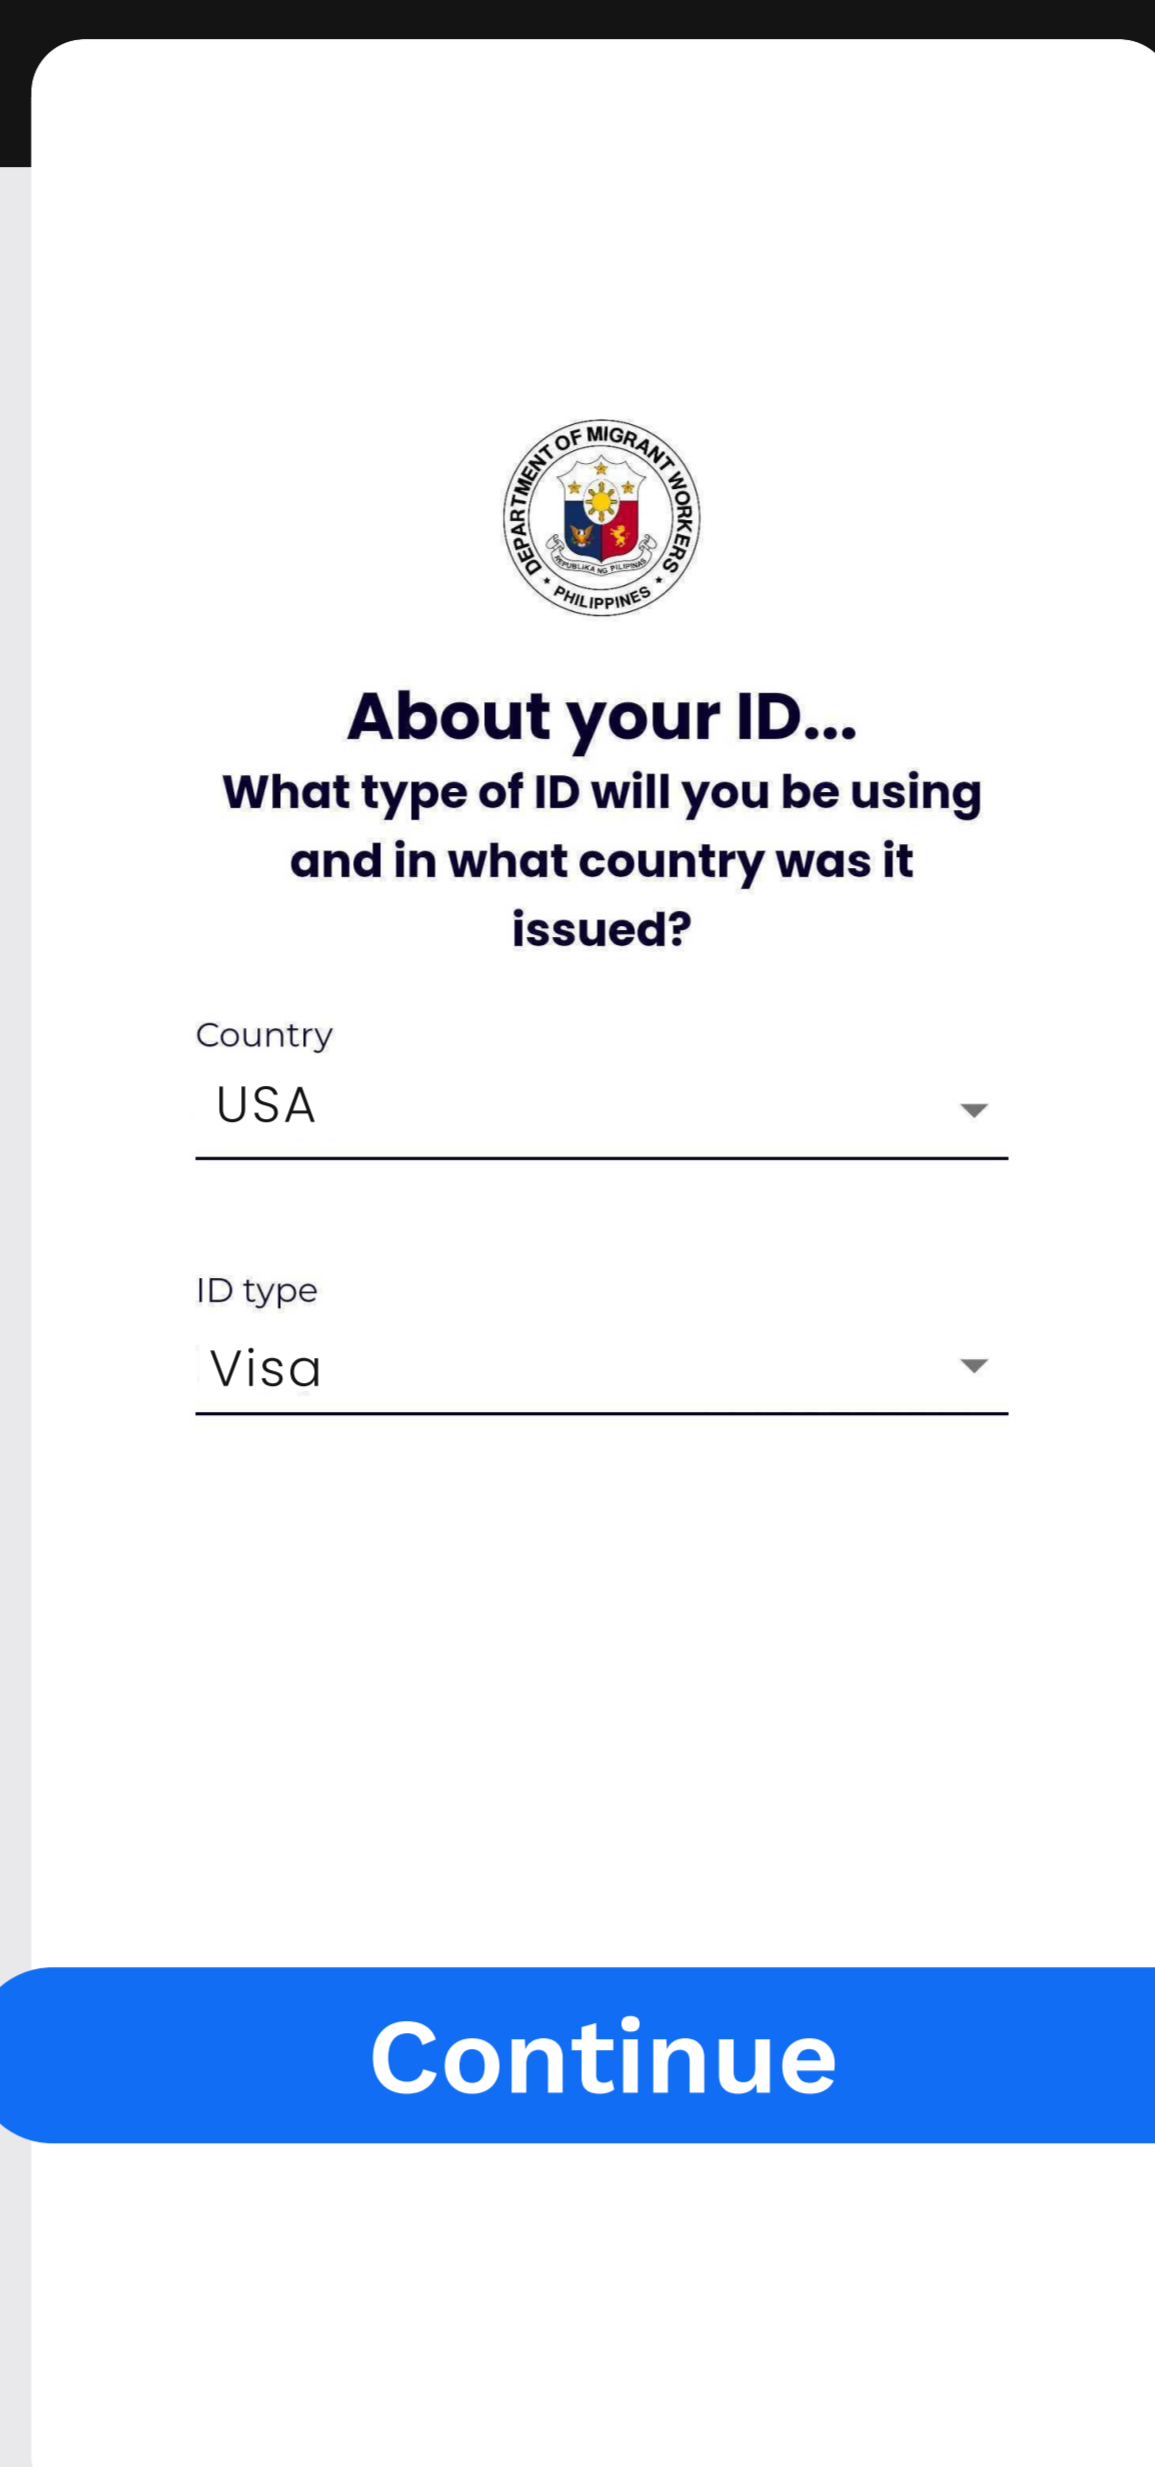 DEPARTMENT OF MIGRANT WORKERS
REPUBLIKA NG PILIPINAS
PHILIPPINES
About your ID...
What type of ID will you be using
and in what country was it
issued?
Country
USA
ID type
Visa
Continue